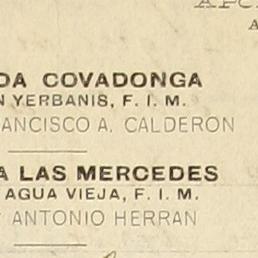 DA COVADONGA
N YERBANIS, F. I. M.
ANCISCO A. CALDERON
A LAS MERCEDES
AGUA VIEJA, F. I. M.
ANTONIO HERRAN